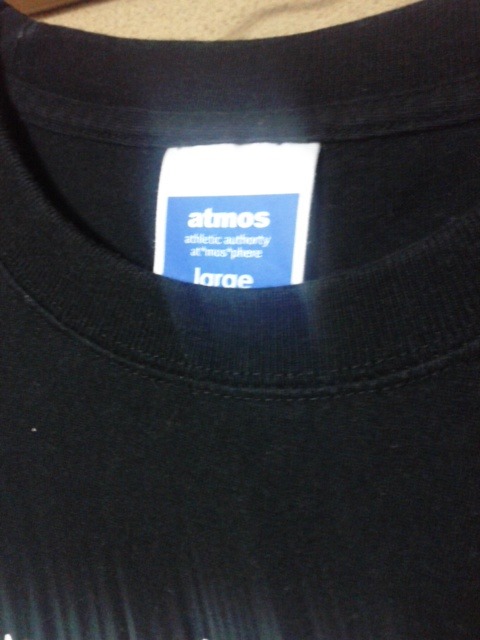 atmos
athletic authority
at"mos"phere
large